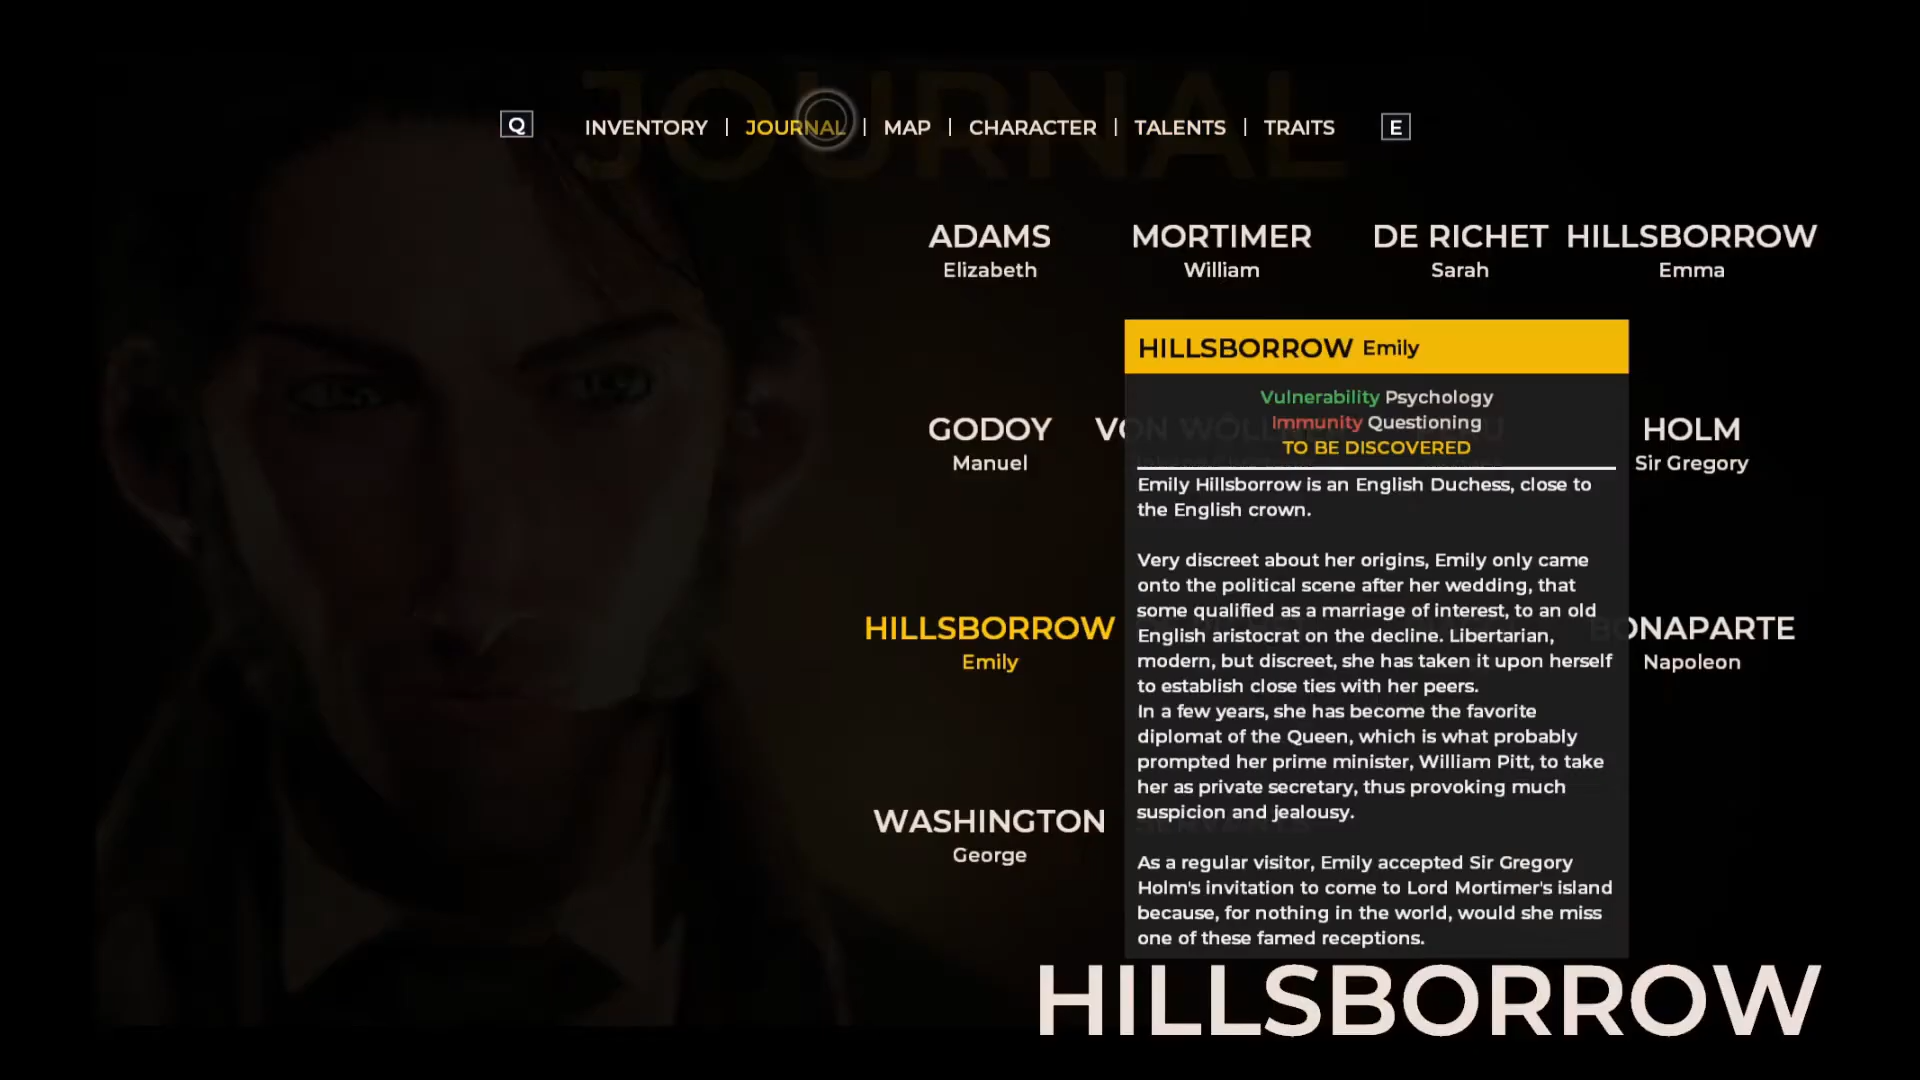 JOURNAL
Q INVENTORY | JOURNAL | MAP | CHARACTER | TALENTS | TRAITS E
ADAMS MORTIMER DE RICHET HILLSBORROW
Elizabeth William Sarah Emma
HILLSBORROW Emily
Vulnerability Psychology
Immunity Questioning
TO BE DISCOVERED
Emily Hillsborrow is an English Duchess, close to
the English crown.
Very discreet about her origins, Emily only came
onto the political scene after her wedding, that
some qualified as a marriage of interest, to an old
English aristocrat on the decline. Libertarian,
modern, but discreet, she has taken it upon herself
to establish close ties with her peers.
In a few years, she has become the favorite
diplomat of the Queen, which is what probably
prompted her prime minister, William Pitt, to take
her as private secretary, thus provoking much
suspicion and jealousy.
As a regular visitor, Emily accepted Sir Gregory
Holm's invitation to come to Lord Mortimer's island
because, for nothing in the world, would she miss
one of these famed receptions.
GODOY VON HOLM
Manuel Sir Gregory
HILLSBORROW BONAPARTE
Emily Napoleon
WASHINGTON
George
HILLSBORROW